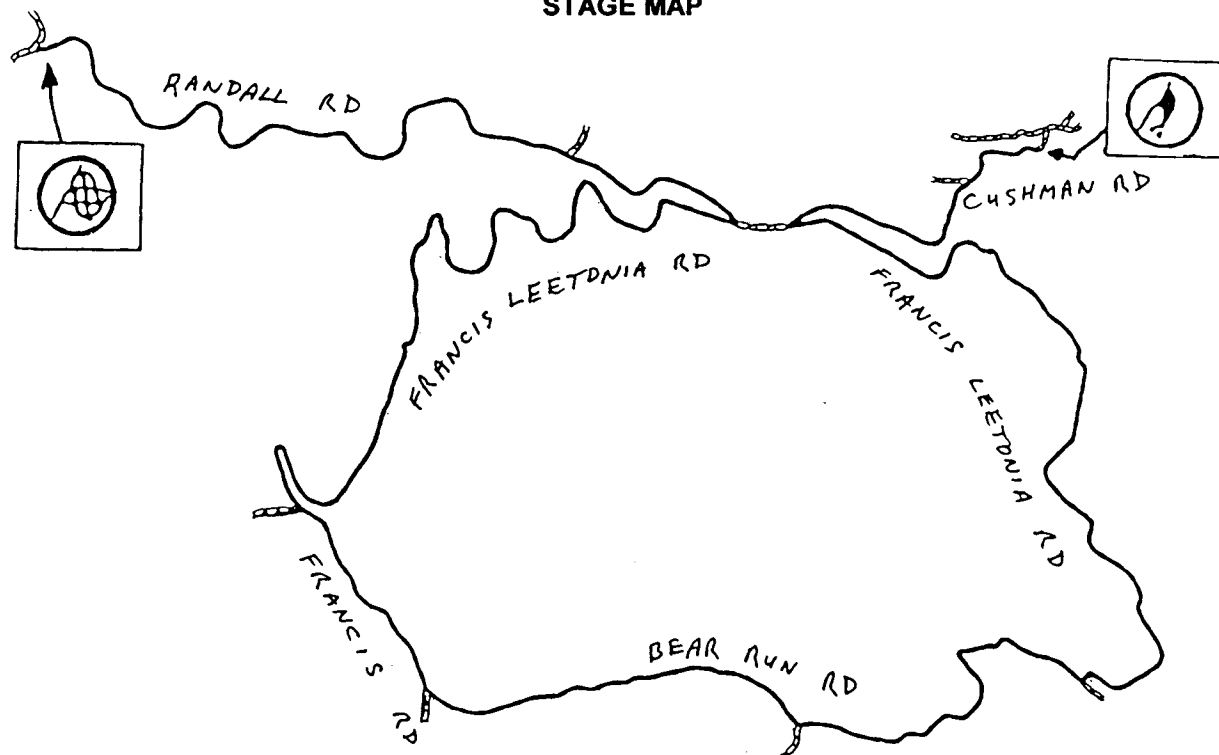 STAGE MAP
RANDALL RD
CUSHMAN RD
FRANCIS LEETONIA RD
FRANCIS LEETONIA RD
FRANCIS RD
BEAR RUN RD